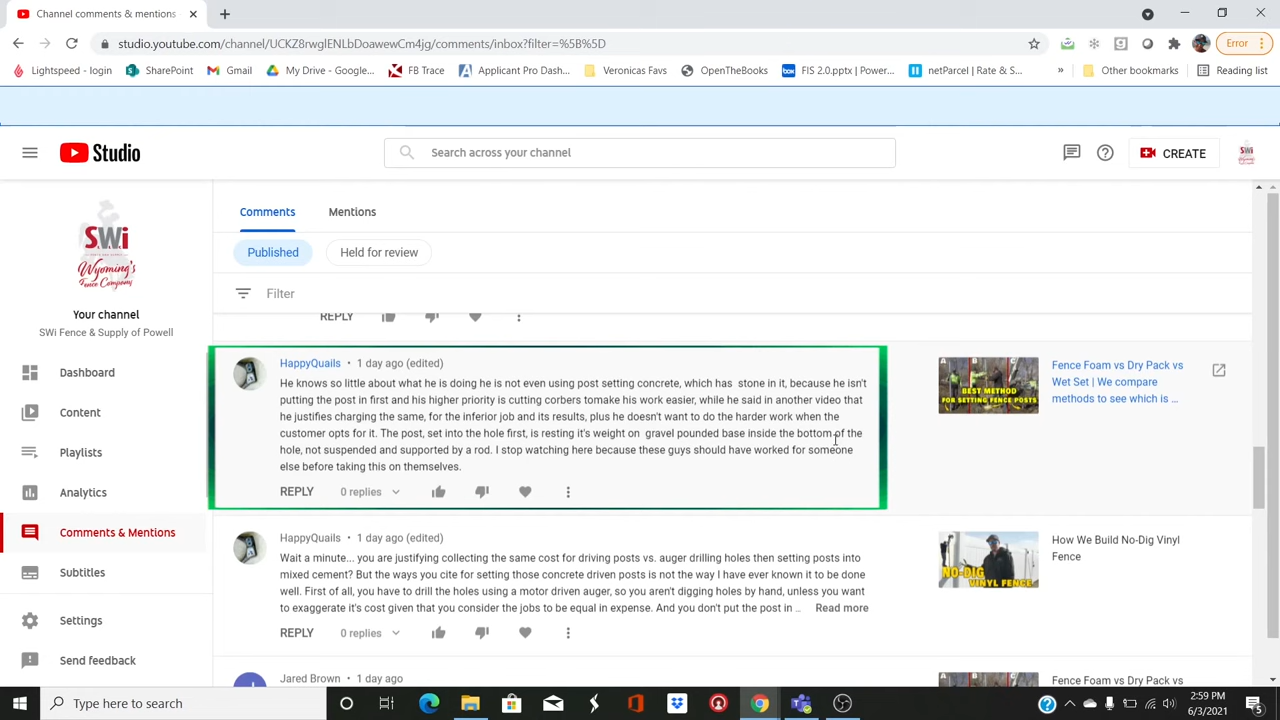 Channel comments & mentions
studio.youtube.com/channel/UCKZ8rwglENLbDqawewCm4jg/comments/inbox?filter=%5B%5D
Error
Lightspeed - login
SharePoint
Gmail
My Drive - Google...
FB Trace
Applicant Pro Dash...
Veronicas Favs
OpenTheBooks
FIS 2.0.pptx | Power...
netParcel | Rate & S...
»
Other bookmarks
Reading list
Studio
Search across your channel
CREATE
S.W.i
Wyoming's
Fence Company
Your channel
SWi Fence & Supply of Powell
Dashboard
Content
Playlists
Analytics
Comments & Mentions
Subtitles
Settings
Send feedback
Comments Mentions
Published Held for review
Filter
REPLY
HappyQuails • 1 day ago (edited)
He knows so little about what he is doing he is not even using post setting concrete, which has stone in it, because he isn't
putting the post in first and his higher priority is cutting corbers tomake his work easier, while he said in another video that
he justifies charging the same, for the inferior job and its results, plus he doesn't want to do the harder work when the
customer opts for it. The post, set into the hole first, is resting it's weight on gravel pounded base inside the bottom of the
hole, not suspended and supported by a rod. I stop watching here because these guys should have worked for someone
else before taking this on themselves.
REPLY 0 replies
A B C
BEST METHOD
FOR SETTING FENCE POSTS
Fence Foam vs Dry Pack vs
Wet Set | We compare
methods to see which is ...
HappyQuails • 1 day ago (edited)
Wait a minute... you are justifying collecting the same cost for driving posts vs. auger drilling holes then setting posts into
mixed cement? But the ways you cite for setting those concrete driven posts is not the way I have ever known it to be done
well. First of all, you have to drill the holes using a motor driven auger, so you aren't digging holes by hand, unless you want
to exaggerate it's cost given that you consider the jobs to be equal in expense. And you don't put the post in ... Read more
REPLY 0 replies
NO-DIG
VINYL FENCE
How We Build No-Dig Vinyl
Fence
J
Jared Brown • 1 day ago
Fence Foam vs Dry Pack vs
Type here to search
2:59 PM
6/3/2021
5